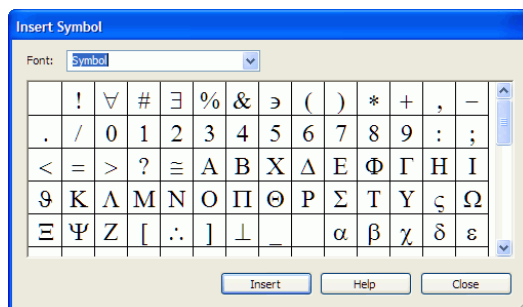 Insert Symbol
Font: Symbol
! ∀ # ∃ % & ∍ ( ) ∗ + , −
. / 0 1 2 3 4 5 6 7 8 9 : ;
< = > ? ≅ Α Β Χ Δ Ε Φ Γ Η Ι
ϑ Κ Λ Μ Ν Ο Π Θ Ρ Σ Τ Υ ς Ω
Ξ Ψ Ζ [ ∴ ] ⊥ _ α β χ δ ε
Insert Help Close